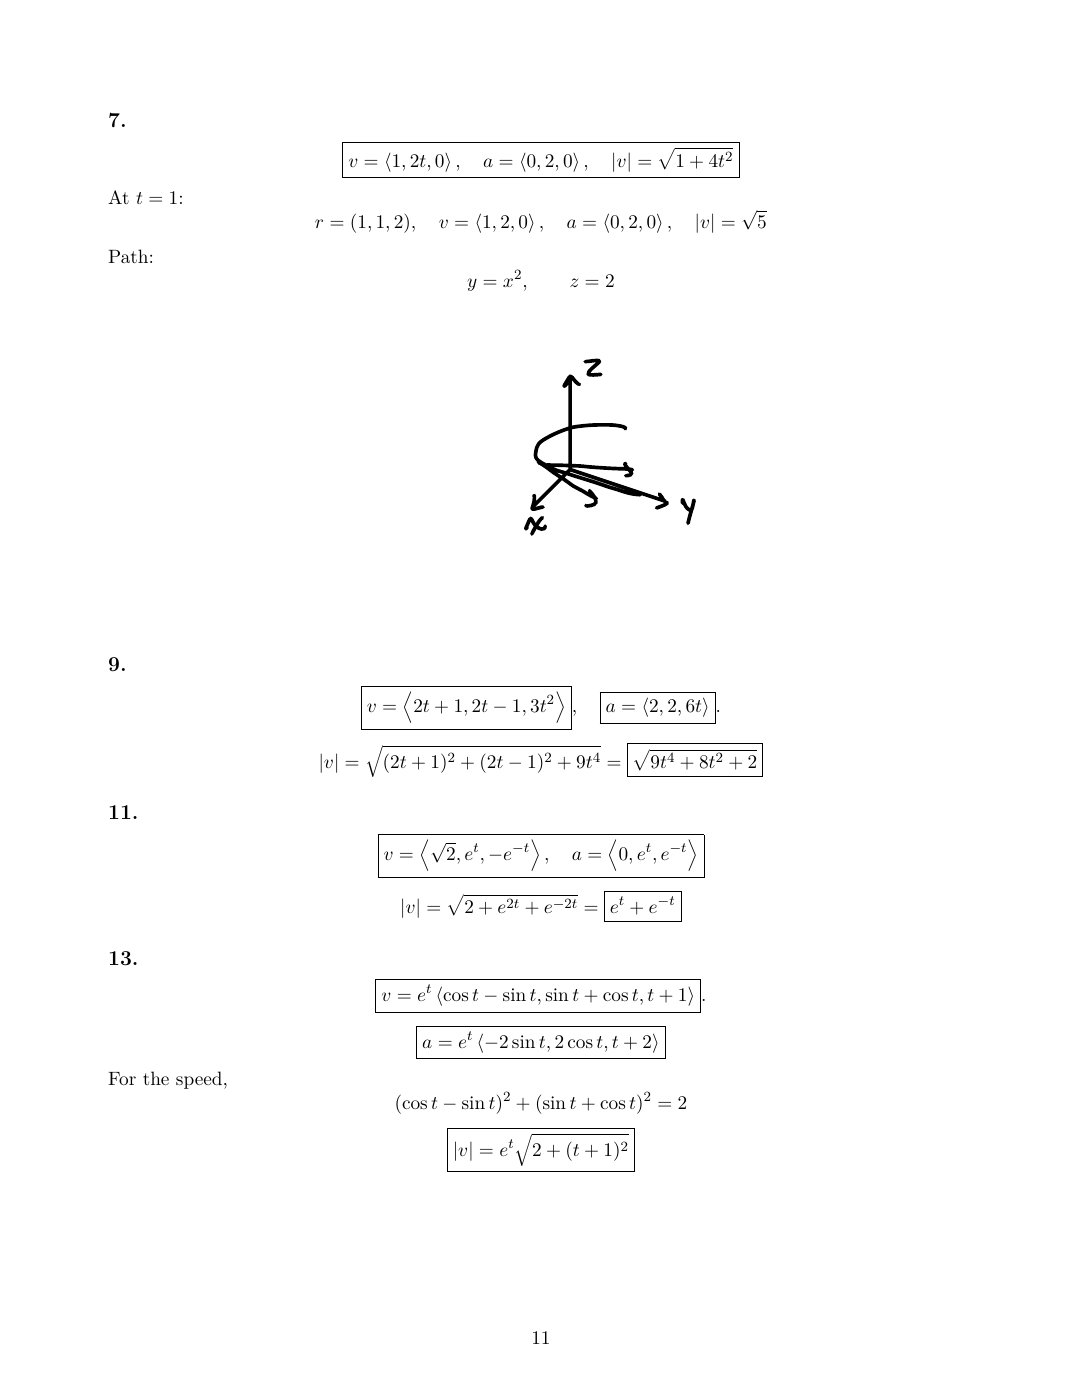 7.
v = ⟨1, 2t, 0⟩ ,   a = ⟨0, 2, 0⟩ ,   |v| = √(1 + 4t²)
At t = 1:
r = (1, 1, 2),   v = ⟨1, 2, 0⟩ ,   a = ⟨0, 2, 0⟩ ,   |v| = √5
Path:
y = x²,   z = 2
z
y
x
9.
v = ⟨2t + 1, 2t − 1, 3t²⟩,   a = ⟨2, 2, 6t⟩.
|v| = √((2t + 1)² + (2t − 1)² + 9t⁴) = √(9t⁴ + 8t² + 2)
11.
v = ⟨√2, eᵗ, −e⁻ᵗ⟩ ,   a = ⟨0, eᵗ, e⁻ᵗ⟩
|v| = √(2 + e²ᵗ + e⁻²ᵗ) = eᵗ + e⁻ᵗ
13.
v = eᵗ ⟨cos t − sin t, sin t + cos t, t + 1⟩.
a = eᵗ ⟨−2 sin t, 2 cos t, t + 2⟩
For the speed,
(cos t − sin t)² + (sin t + cos t)² = 2
|v| = eᵗ√(2 + (t + 1)²)
11